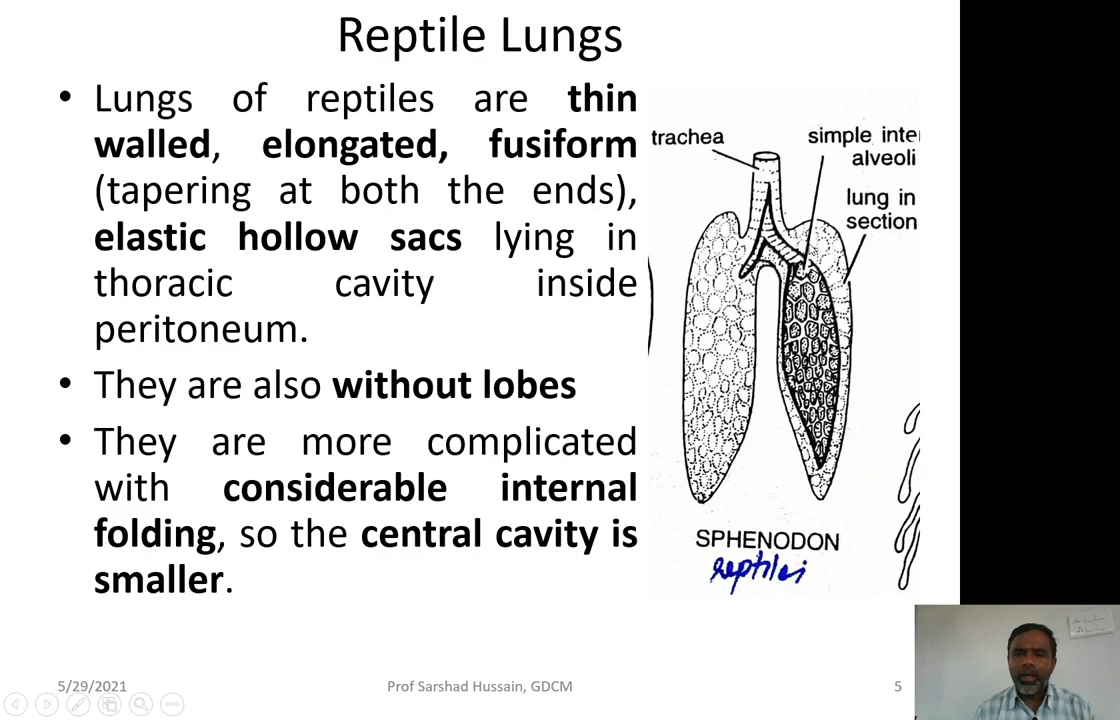 Reptile Lungs
• Lungs of reptiles are thin
walled, elongated, fusiform
(tapering at both the ends),
elastic hollow sacs lying in
thoracic cavity inside
peritoneum.
• They are also without lobes
• They are more complicated
with considerable internal
folding, so the central cavity is
smaller.
trachea
simple inte
alveoli
lung in
section
SPHENODON
reptiles
5/29/2021
Prof Sarshad Hussain, GDCM
5